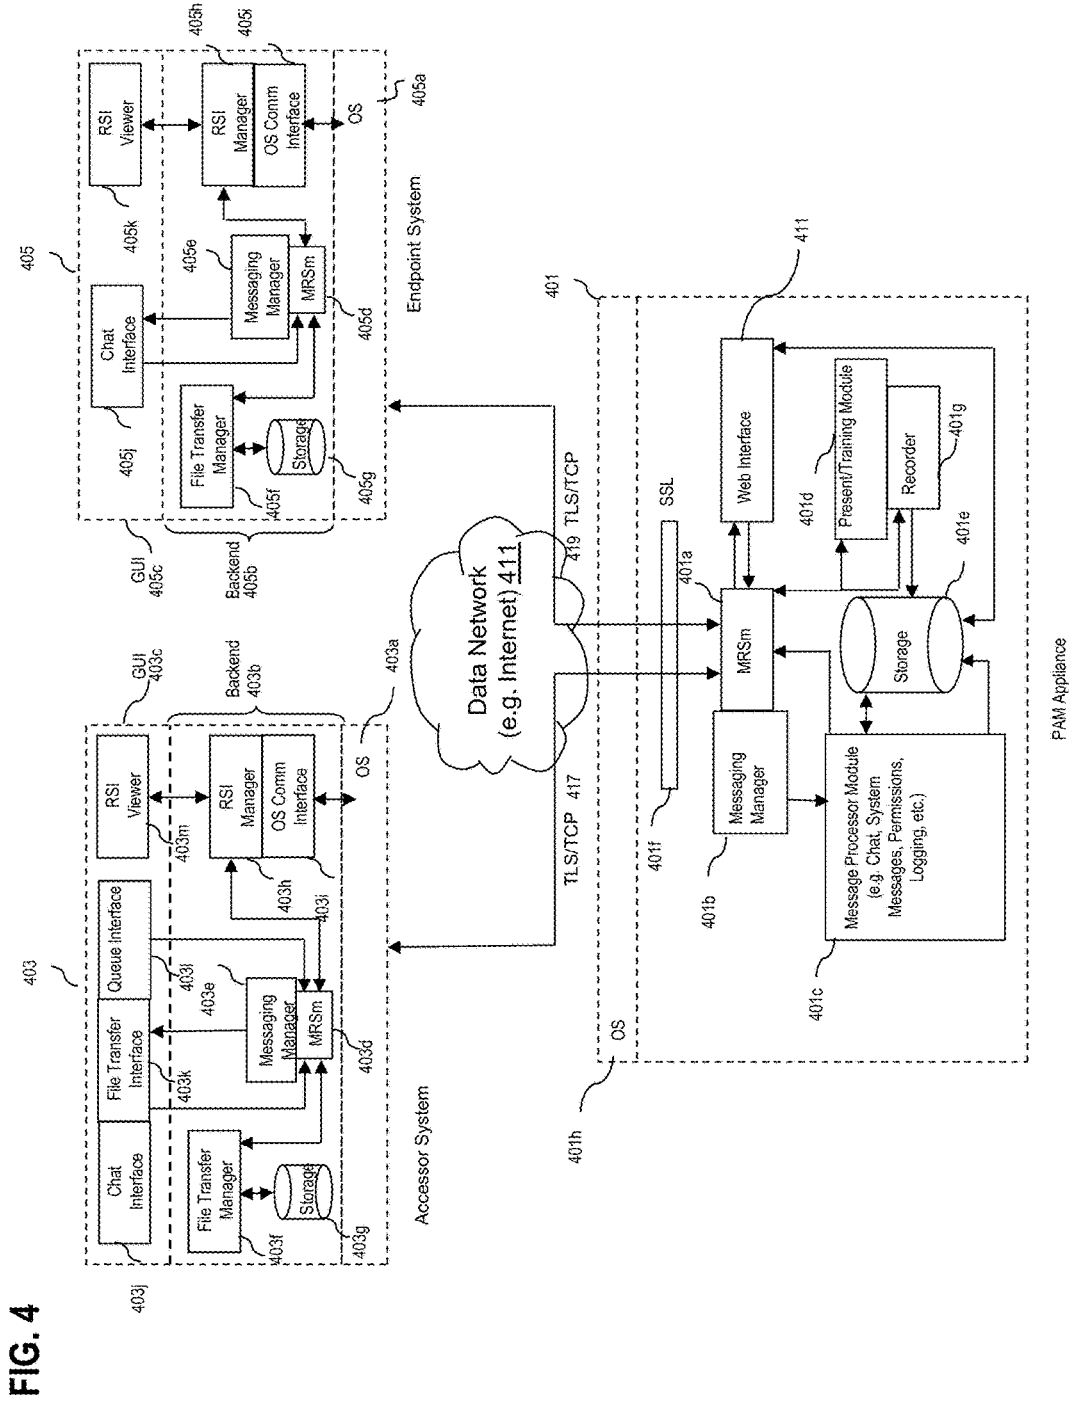 FIG. 4
403
403j
Chat
Interface
File Transfer
Interface
403k
Queue Interface
403l
RSI
Viewer
403m
GUI
403c
File Transfer
Manager
403f
Storage
403g
Messaging
Manager
403e
MRSm
403d
RSI
Manager
403h
OS Comm
Interface
403i
Backend
403b
OS
403a
Accessor System
405
405j
Chat
Interface
RSI
Viewer
405k
GUI
405c
Backend
405b
File Transfer
Manager
405f
Storage
405g
Messaging
Manager
405e
MRSm
405d
RSI
Manager
405h
OS Comm
Interface
405i
OS
405a
Endpoint System
Data Network
(e.g. Internet) 411
TLS/TCP 417
419 TLS/TCP
401
401h
OS
SSL
401f
401a
MRSm
Messaging
Manager
401b
Web Interface
411
Message Processor Module
(e.g. Chat, System
Messages, Permissions,
Logging, etc.)
401c
Storage
401e
Present/Training Module
401d
Recorder
401g
PAM Appliance